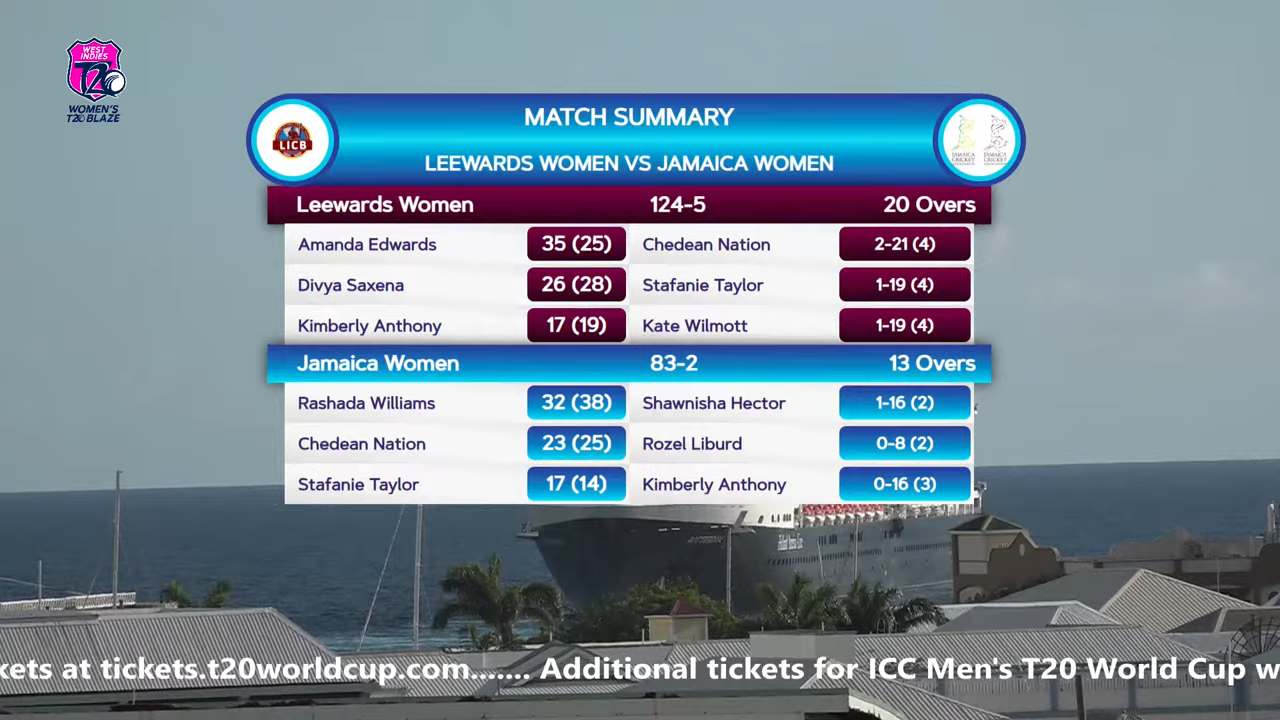 WEST
INDIES
T20
WOMEN'S
T20 BLAZE
MATCH SUMMARY
LEEWARDS WOMEN VS JAMAICA WOMEN
LICB
JAMAICA
CRICKET
JAMAICA
CRICKET
Leewards Women 124-5 20 Overs
Amanda Edwards 35 (25) Chedean Nation 2-21 (4)
Divya Saxena 26 (28) Stafanie Taylor 1-19 (4)
Kimberly Anthony 17 (19) Kate Wilmott 1-19 (4)
Jamaica Women 83-2 13 Overs
Rashada Williams 32 (38) Shawnisha Hector 1-16 (2)
Chedean Nation 23 (25) Rozel Liburd 0-8 (2)
Stafanie Taylor 17 (14) Kimberly Anthony 0-16 (3)
kets at tickets.t20worldcup.com....... Additional tickets for ICC Men's T20 World Cup w